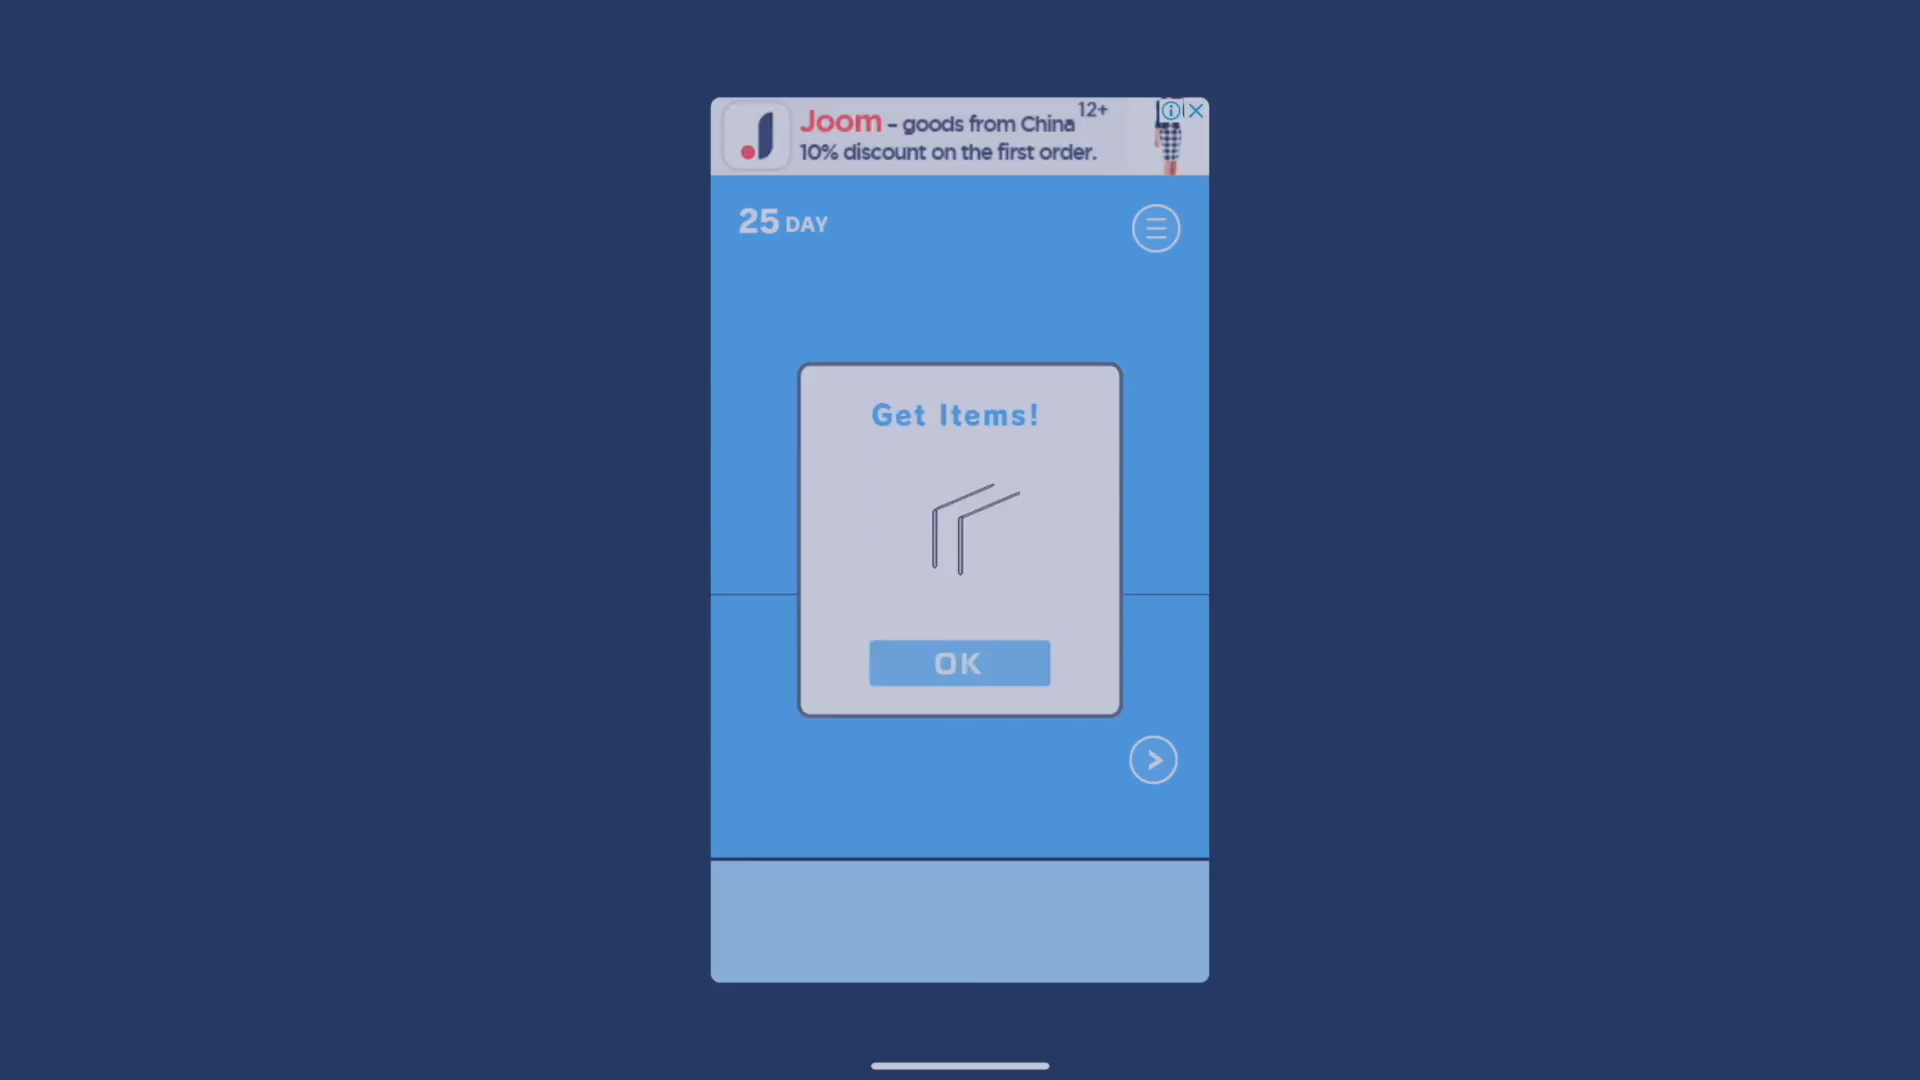 Joom – goods from China 12+
10% discount on the first order.
25 DAY
Get Items!
OK